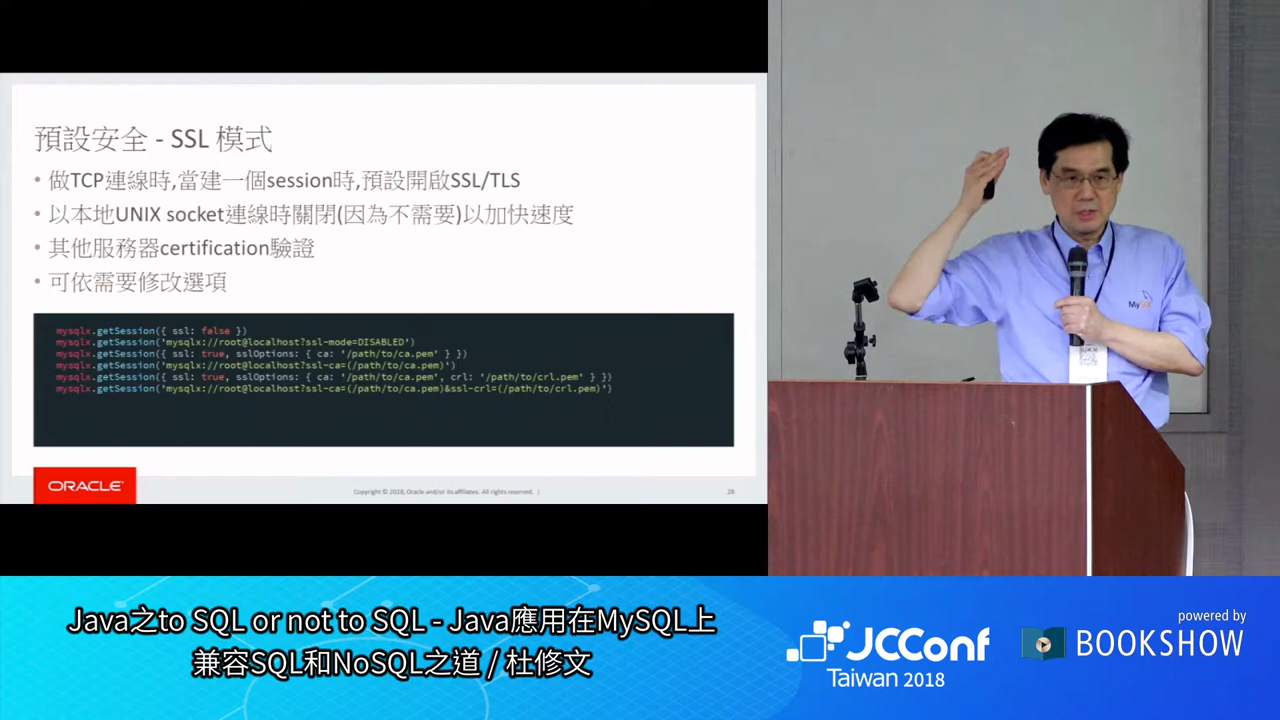 預設安全 - SSL 模式
• 做TCP連線時,當建一個session時,預設開啟SSL/TLS
• 以本地UNIX socket連線時關閉(因為不需要)以加快速度
• 其他服務器certification驗證
• 可依需要修改選項
mysqlx.getSession({ ssl: false })
mysqlx.getSession('mysqlx://root@localhost?ssl-mode=DISABLED')
mysqlx.getSession({ ssl: true, sslOptions: { ca: '/path/to/ca.pem' } })
mysqlx.getSession('mysqlx://root@localhost?ssl-ca=(/path/to/ca.pem)')
mysqlx.getSession({ ssl: true, sslOptions: { ca: '/path/to/ca.pem', crl: '/path/to/crl.pem' } })
mysqlx.getSession('mysqlx://root@localhost?ssl-ca=(/path/to/ca.pem)&ssl-crl=(/path/to/crl.pem)')
ORACLE
Copyright © 2018, Oracle and/or its affiliates. All rights reserved. |
28
MySQL
Java之to SQL or not to SQL - Java應用在MySQL上
兼容SQL和NoSQL之道 / 杜修文
JCConf
Taiwan 2018
powered by
BOOKSHOW